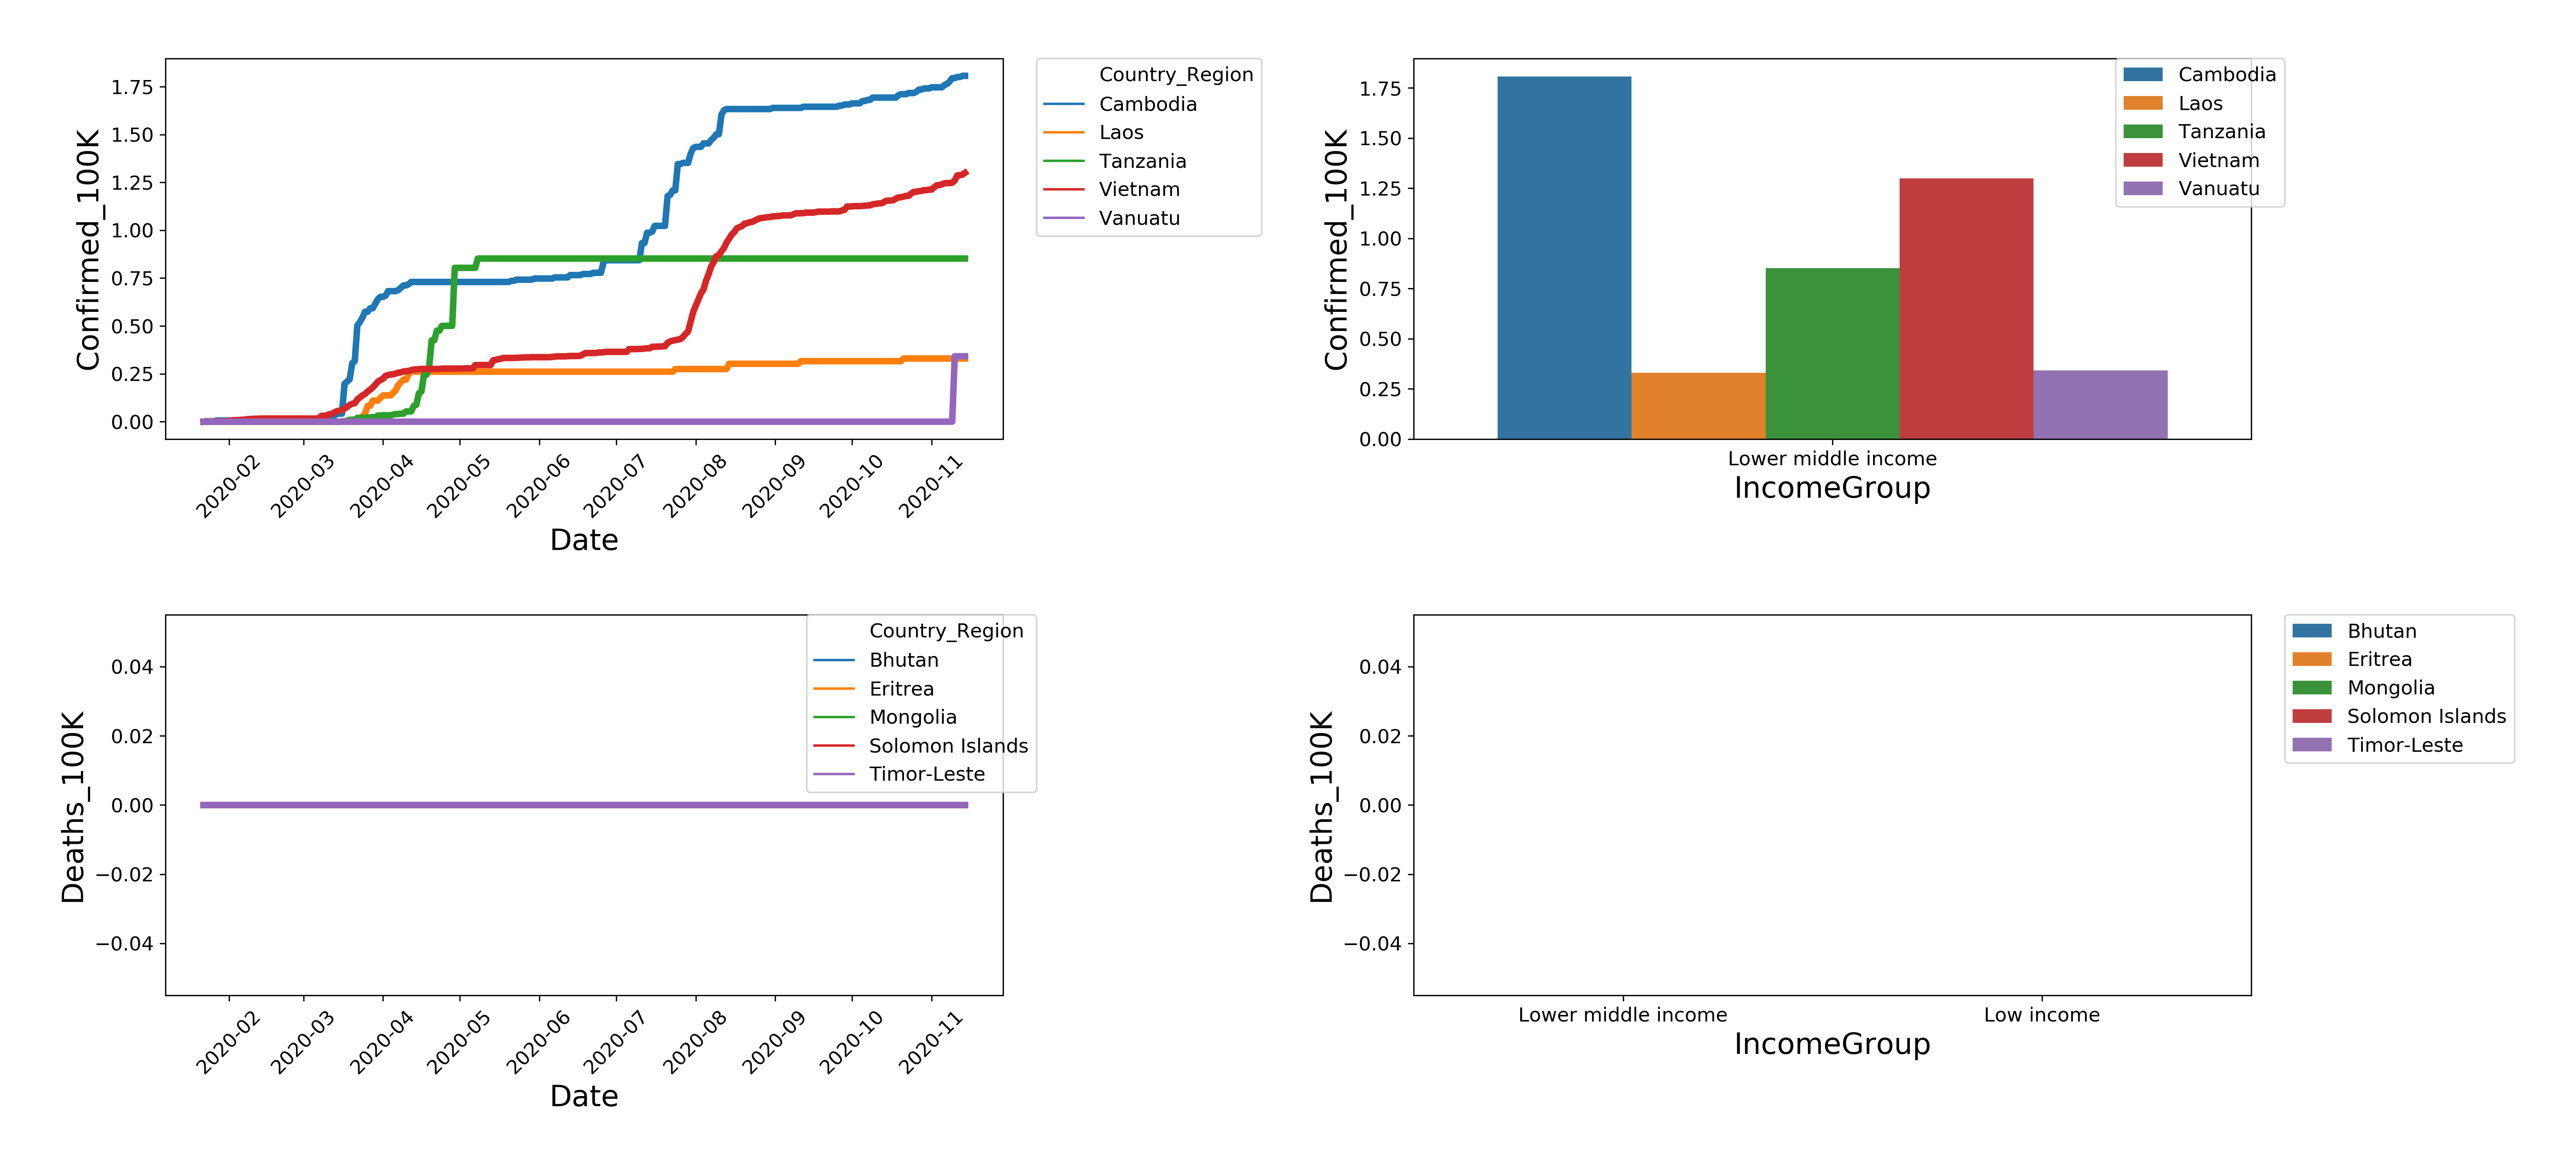 Confirmed_100K
1.75
1.50
1.25
1.00
0.75
0.50
0.25
0.00
2020-02
2020-03
2020-04
2020-05
2020-06
2020-07
2020-08
2020-09
2020-10
2020-11
Date
Country_Region
Cambodia
Laos
Tanzania
Vietnam
Vanuatu
Confirmed_100K
1.75
1.50
1.25
1.00
0.75
0.50
0.25
0.00
Lower middle income
IncomeGroup
Cambodia
Laos
Tanzania
Vietnam
Vanuatu
Deaths_100K
0.04
0.02
0.00
−0.02
−0.04
2020-02
2020-03
2020-04
2020-05
2020-06
2020-07
2020-08
2020-09
2020-10
2020-11
Date
Country_Region
Bhutan
Eritrea
Mongolia
Solomon Islands
Timor-Leste
Deaths_100K
0.04
0.02
0.00
−0.02
−0.04
Lower middle income
Low income
IncomeGroup
Bhutan
Eritrea
Mongolia
Solomon Islands
Timor-Leste